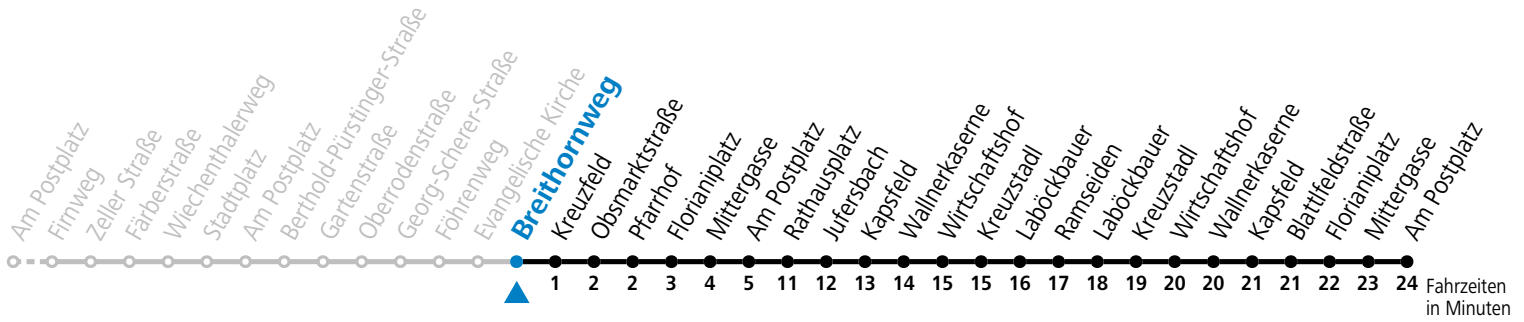 Am Postplatz
Firnweg
Zeller Straße
Färberstraße
Wiechenthalerweg
Stadtplatz
Am Postplatz
Berthold-Pürstinger-Straße
Gartenstraße
Oberrodenstraße
Georg-Scherer-Straße
Föhrenweg
Evangelische Kirche
Breithornweg
Kreuzfeld
Obsmarktstraße
Pfarrhof
Florianiplatz
Mittergasse
Am Postplatz
Rathausplatz
Jufersbach
Kapsfeld
Wallnerkaserne
Wirtschaftshof
Kreuzstadl
Laböckbauer
Ramseiden
Laböckbauer
Kreuzstadl
Wirtschaftshof
Wallnerkaserne
Kapsfeld
Blattlfeldstraße
Florianiplatz
Mittergasse
Am Postplatz
1 2 2 3 4 5 11 12 13 14 15 15 16 17 18 19 20 20 21 21 22 23 24
Fahrzeiten
in Minuten